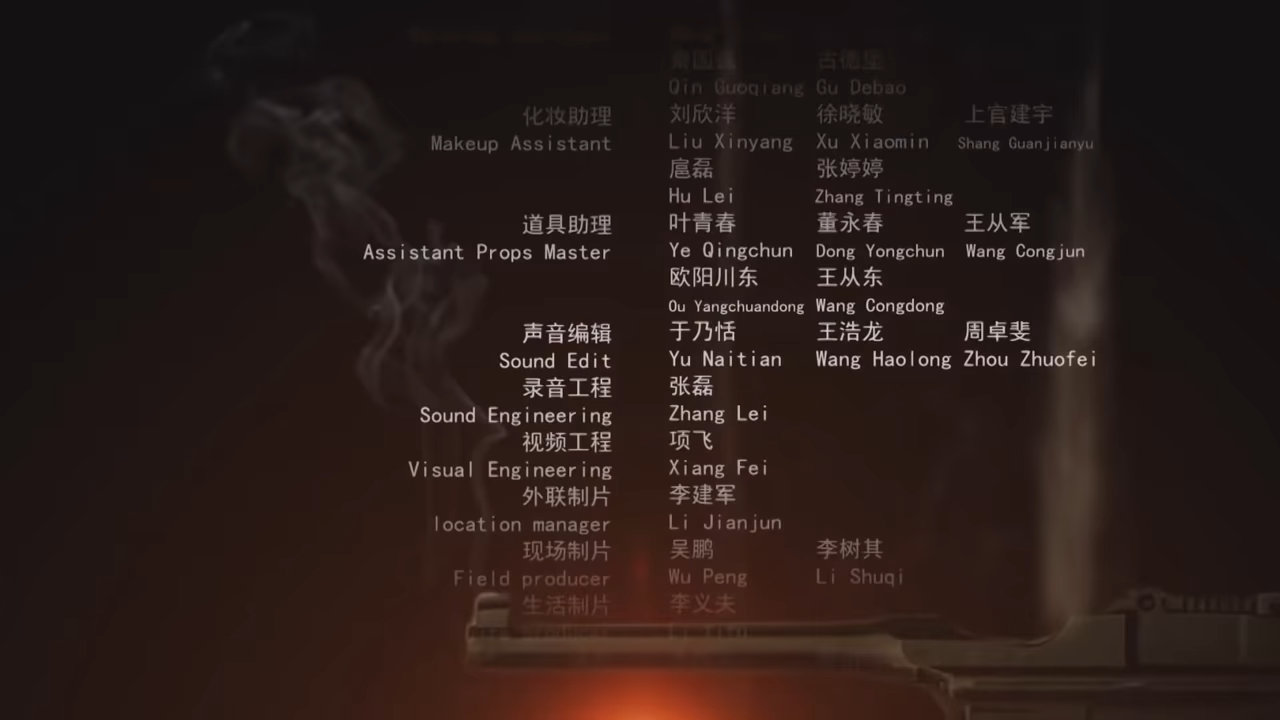 秦国强 古德堡
Qin Guoqiang Gu Debao
化妆助理 刘欣洋 徐晓敏 上官建宇
Makeup Assistant Liu Xinyang Xu Xiaomin Shang Guanjianyu
扈磊 张婷婷
Hu Lei Zhang Tingting
道具助理 叶青春 董永春 王从军
Assistant Props Master Ye Qingchun Dong Yongchun Wang Congjun
欧阳川东 王从东
Ou Yangchuandong Wang Congdong
声音编辑 于乃恬 王浩龙 周卓斐
Sound Edit Yu Naitian Wang Haolong Zhou Zhuofei
录音工程 张磊
Sound Engineering Zhang Lei
视频工程 项飞
Visual Engineering Xiang Fei
外联制片 李建军
location manager Li Jianjun
现场制片 吴鹏 李树其
Field producer Wu Peng Li Shuqi
生活制片 李义夫